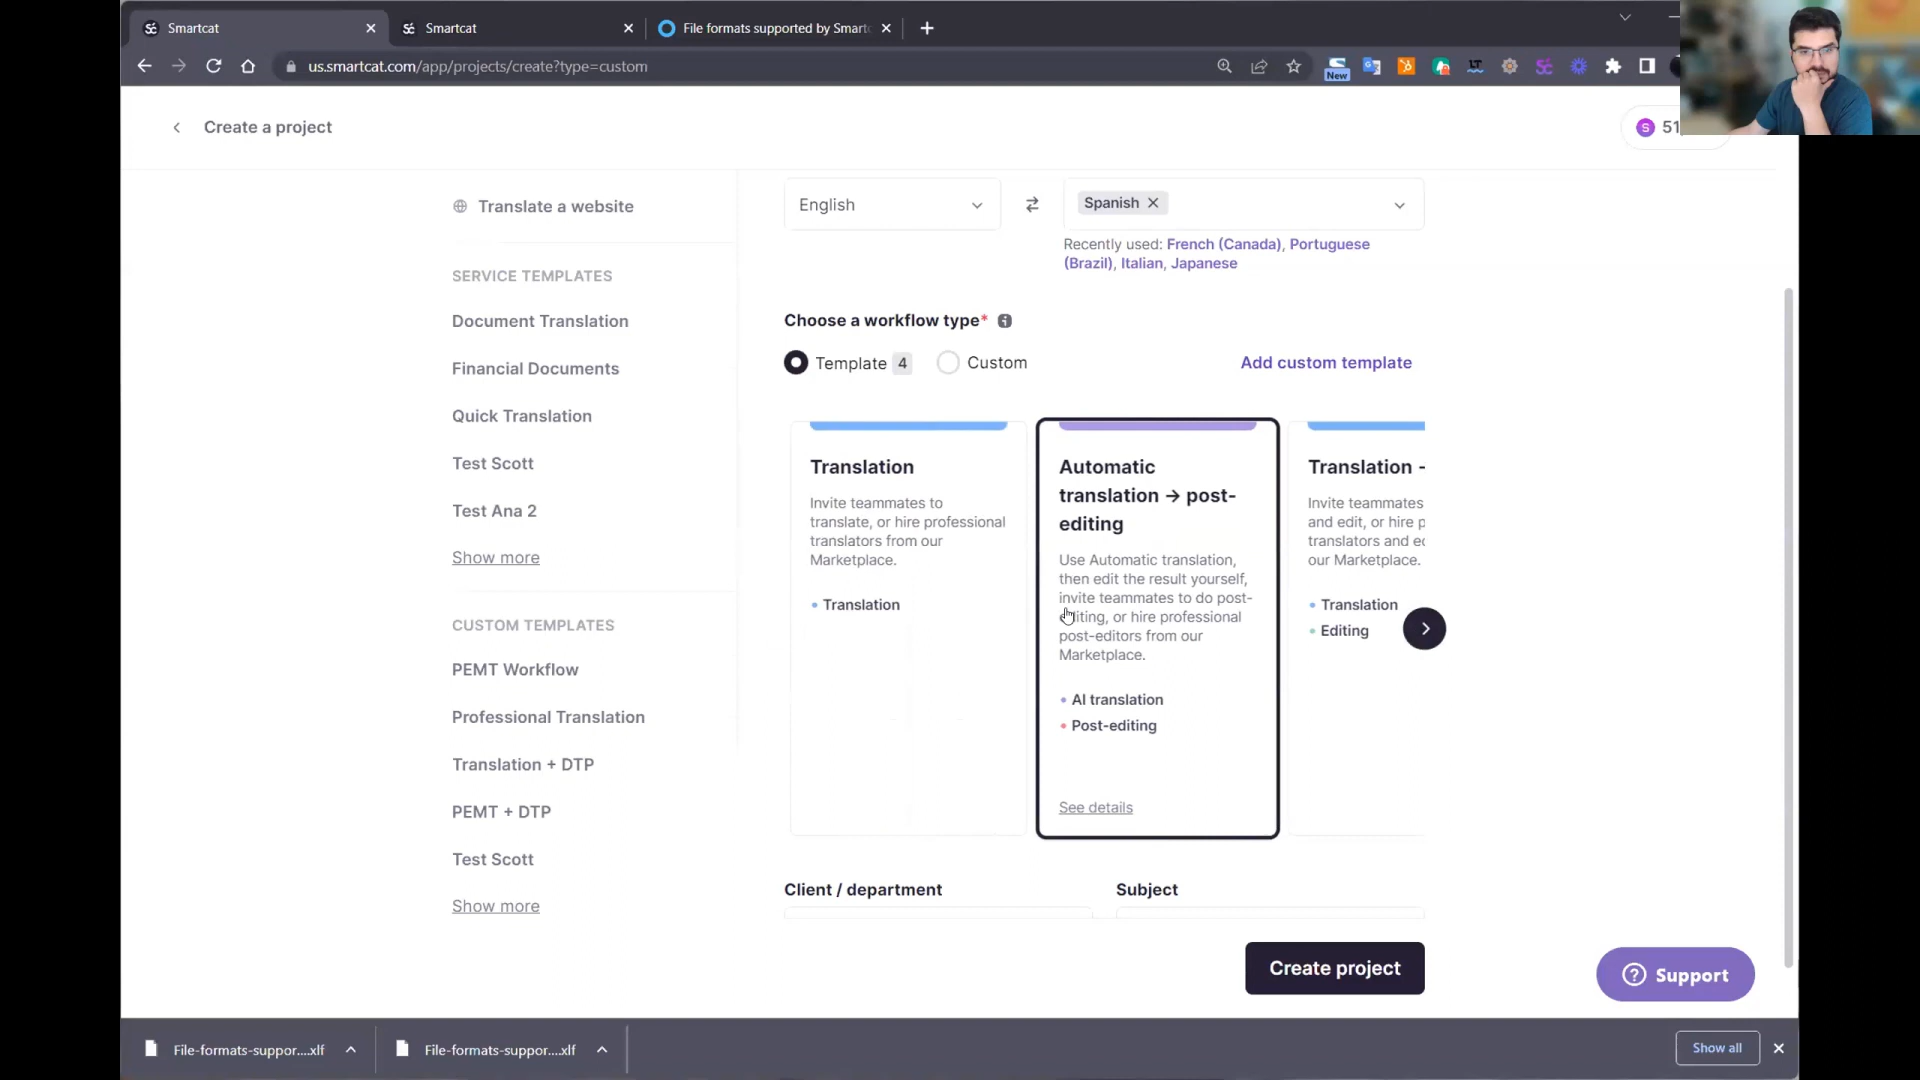 Smartcat
Smartcat
File formats supported by Smart
us.smartcat.com/app/projects/create?type=custom
New
Create a project
S 51
Translate a website
English
Spanish
Recently used: French (Canada), Portuguese
(Brazil), Italian, Japanese
SERVICE TEMPLATES
Document Translation
Financial Documents
Quick Translation
Test Scott
Test Ana 2
Show more
CUSTOM TEMPLATES
PEMT Workflow
Professional Translation
Translation + DTP
PEMT + DTP
Test Scott
Show more
Choose a workflow type*
Template 4
Custom
Add custom template
Translation
Invite teammates to
translate, or hire professional
translators from our
Marketplace.
• Translation
Automatic
translation → post-
editing
Use Automatic translation,
then edit the result yourself,
invite teammates to do post-
editing, or hire professional
post-editors from our
Marketplace.
• AI translation
• Post-editing
See details
Translation -
Invite teammates
and edit, or hire p
translators and ed
our Marketplace.
• Translation
• Editing
Client / department
Subject
Create project
Support
File-formats-suppor....xlf
File-formats-suppor....xlf
Show all